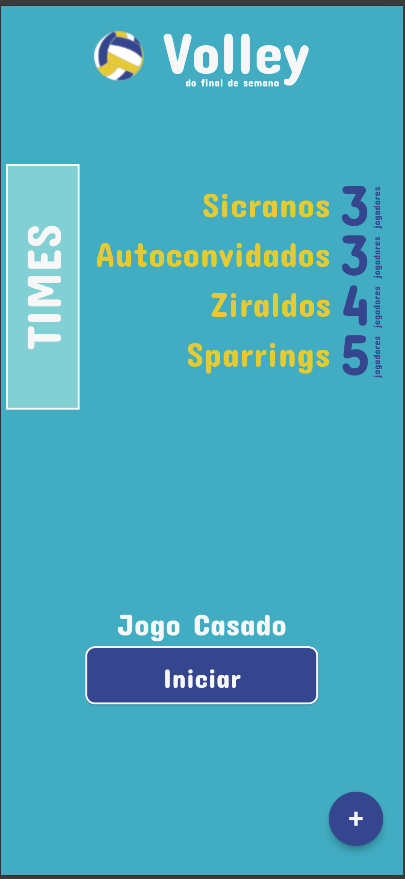 Volley
do final de semana
TIMES
Sicranos 3 jogadores
Autoconvidados 3 jogadores
Ziraldos 4 jogadores
Sparrings 5 jogadores
Jogo Casado
Iniciar
+